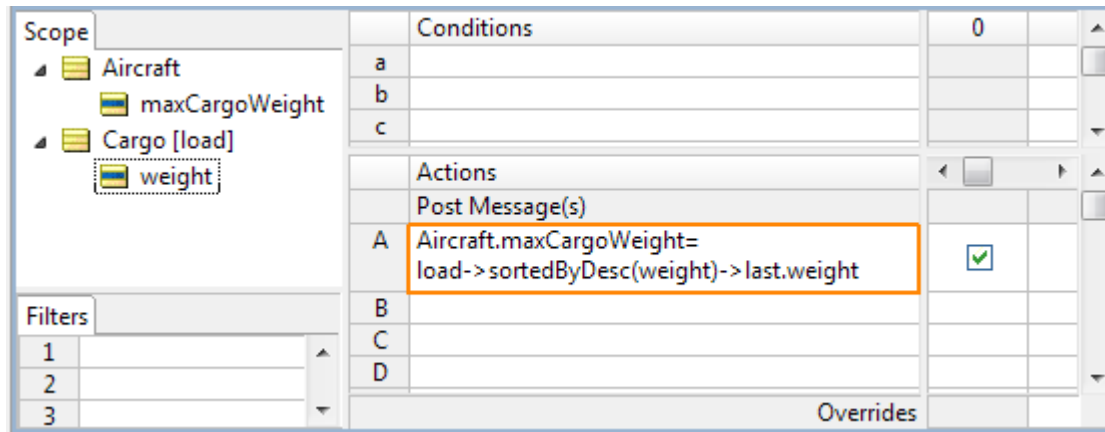 Scope
Aircraft
maxCargoWeight
Cargo [load]
weight
Filters
1
2
3
Conditions 0
a
b
c
Actions
Post Message(s)
A Aircraft.maxCargoWeight=
load->sortedByDesc(weight)->last.weight
B
C
D
Overrides